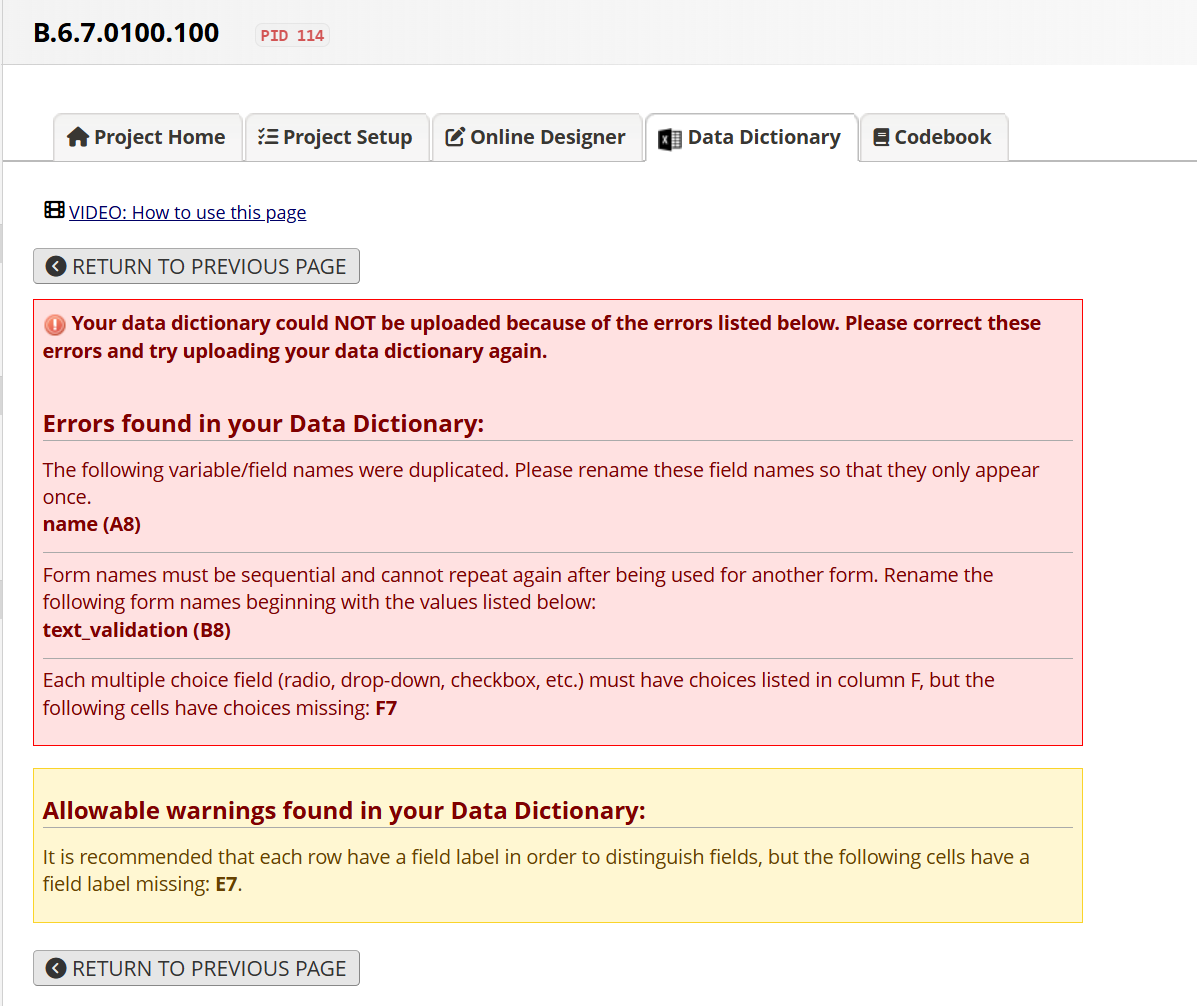 B.6.7.0100.100 PID 114
Project Home Project Setup Online Designer Data Dictionary Codebook
VIDEO: How to use this page
RETURN TO PREVIOUS PAGE
Your data dictionary could NOT be uploaded because of the errors listed below. Please correct these
errors and try uploading your data dictionary again.
Errors found in your Data Dictionary:
The following variable/field names were duplicated. Please rename these field names so that they only appear
once.
name (A8)
Form names must be sequential and cannot repeat again after being used for another form. Rename the
following form names beginning with the values listed below:
text_validation (B8)
Each multiple choice field (radio, drop-down, checkbox, etc.) must have choices listed in column F, but the
following cells have choices missing: F7
Allowable warnings found in your Data Dictionary:
It is recommended that each row have a field label in order to distinguish fields, but the following cells have a
field label missing: E7.
RETURN TO PREVIOUS PAGE